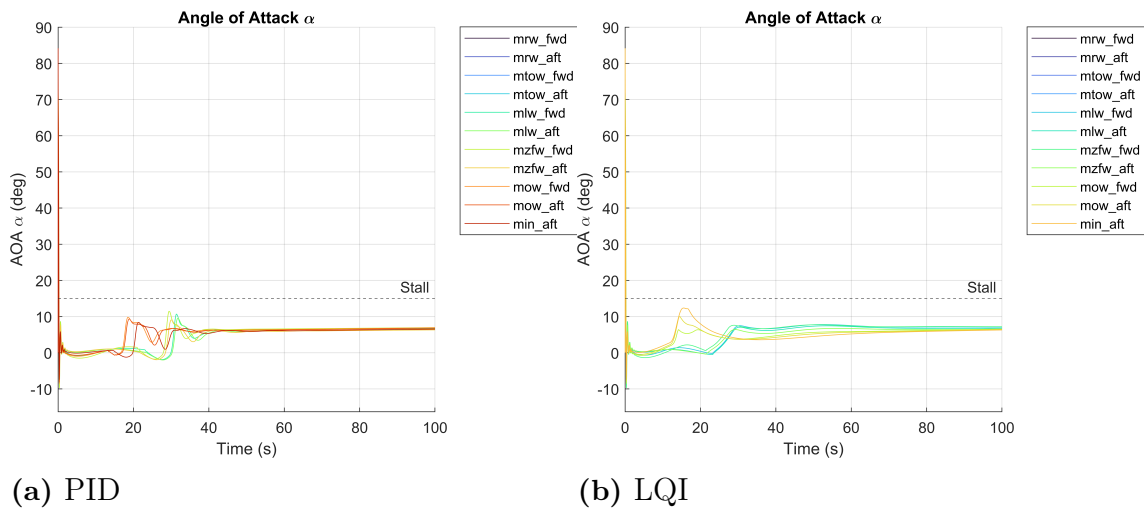 Angle of Attack α
90
80
70
60
50
40
30
20
10
0
-10
AOA α (deg)
Stall
0
20
40
60
80
100
Time (s)
mrw_fwd
mrw_aft
mtow_fwd
mtow_aft
mlw_fwd
mlw_aft
mzfw_fwd
mzfw_aft
mow_fwd
mow_aft
min_aft
(a) PID
Angle of Attack α
90
80
70
60
50
40
30
20
10
0
-10
AOA α (deg)
Stall
0
20
40
60
80
100
Time (s)
mrw_fwd
mrw_aft
mtow_fwd
mtow_aft
mlw_fwd
mlw_aft
mzfw_fwd
mzfw_aft
mow_fwd
mow_aft
min_aft
(b) LQI